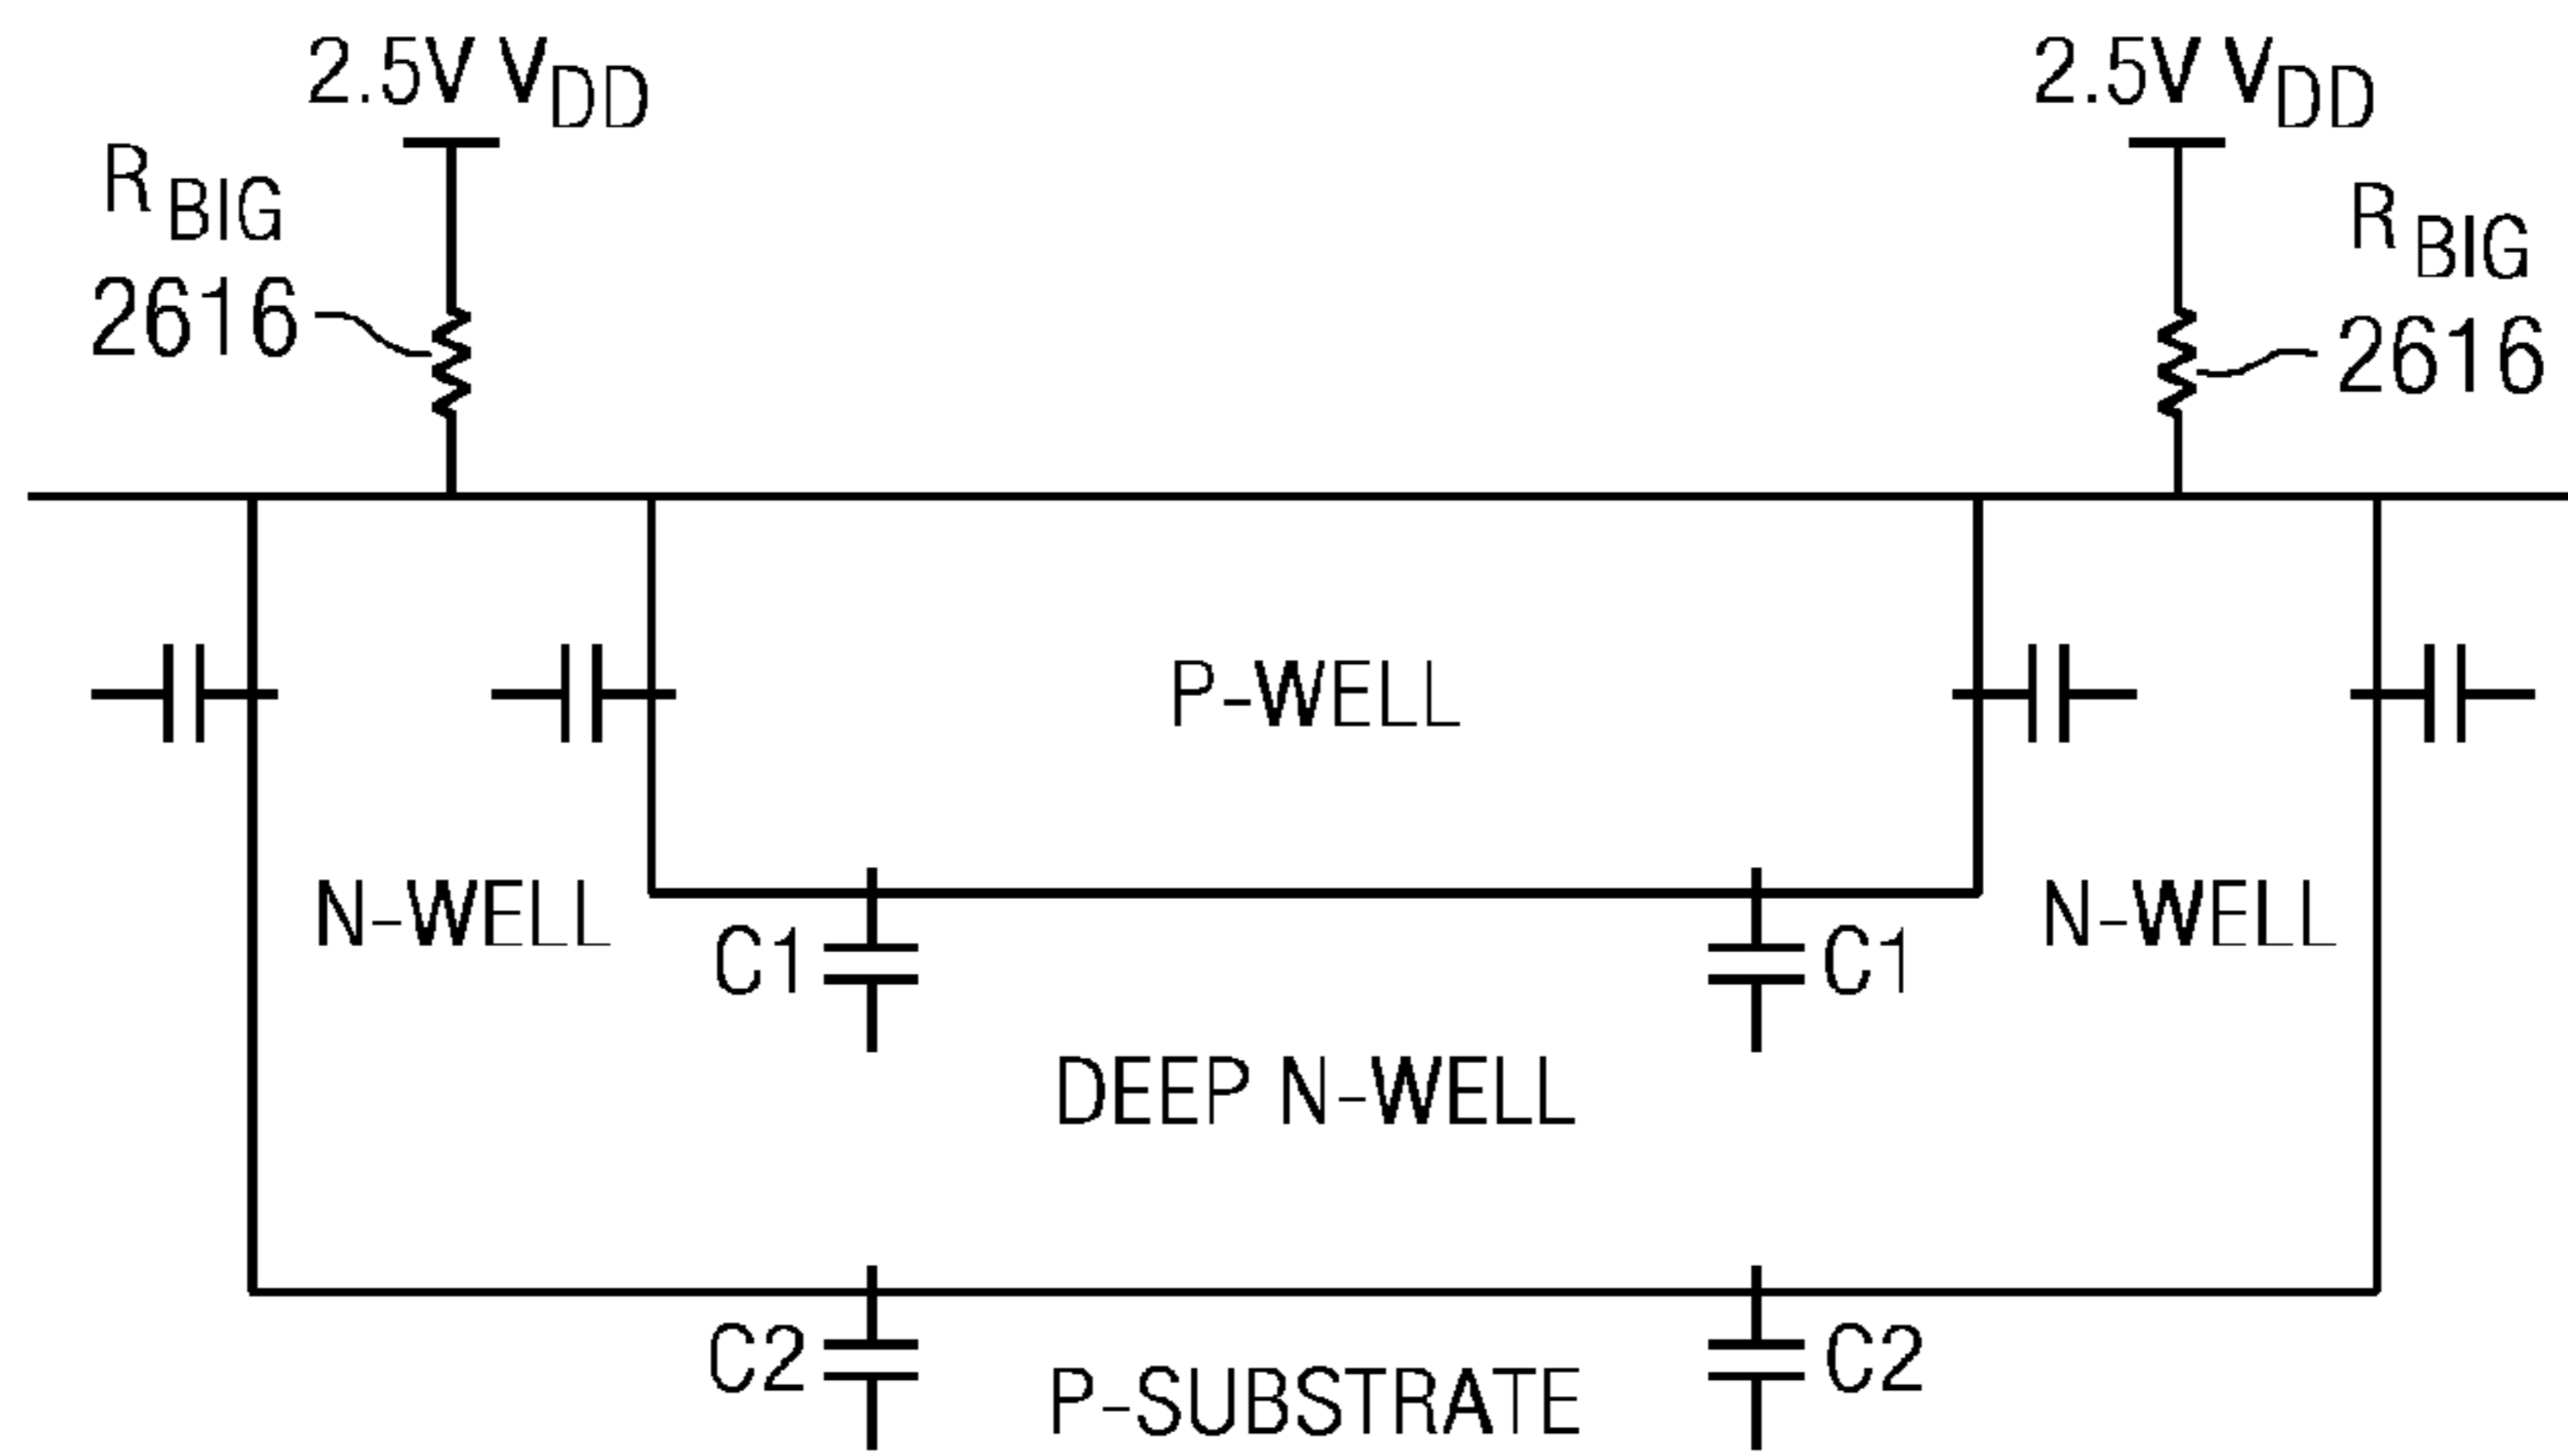 2.5V VDD
2.5V VDD
RBIG
2616
RBIG
2616
P-WELL
N-WELL
N-WELL
C1
C1
DEEP N-WELL
C2
C2
P-SUBSTRATE